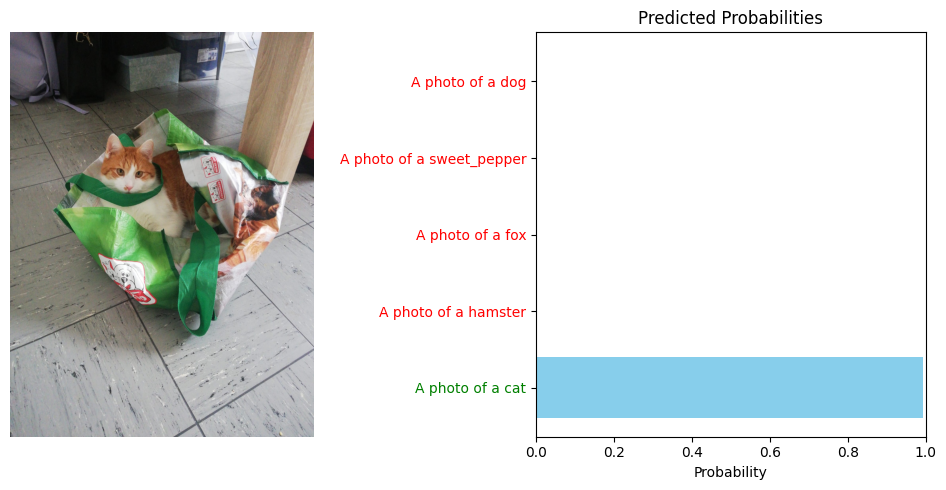 Predicted Probabilities
A photo of a dog
A photo of a sweet_pepper
A photo of a fox
A photo of a hamster
A photo of a cat
0.0 0.2 0.4 0.6 0.8 1.0
Probability